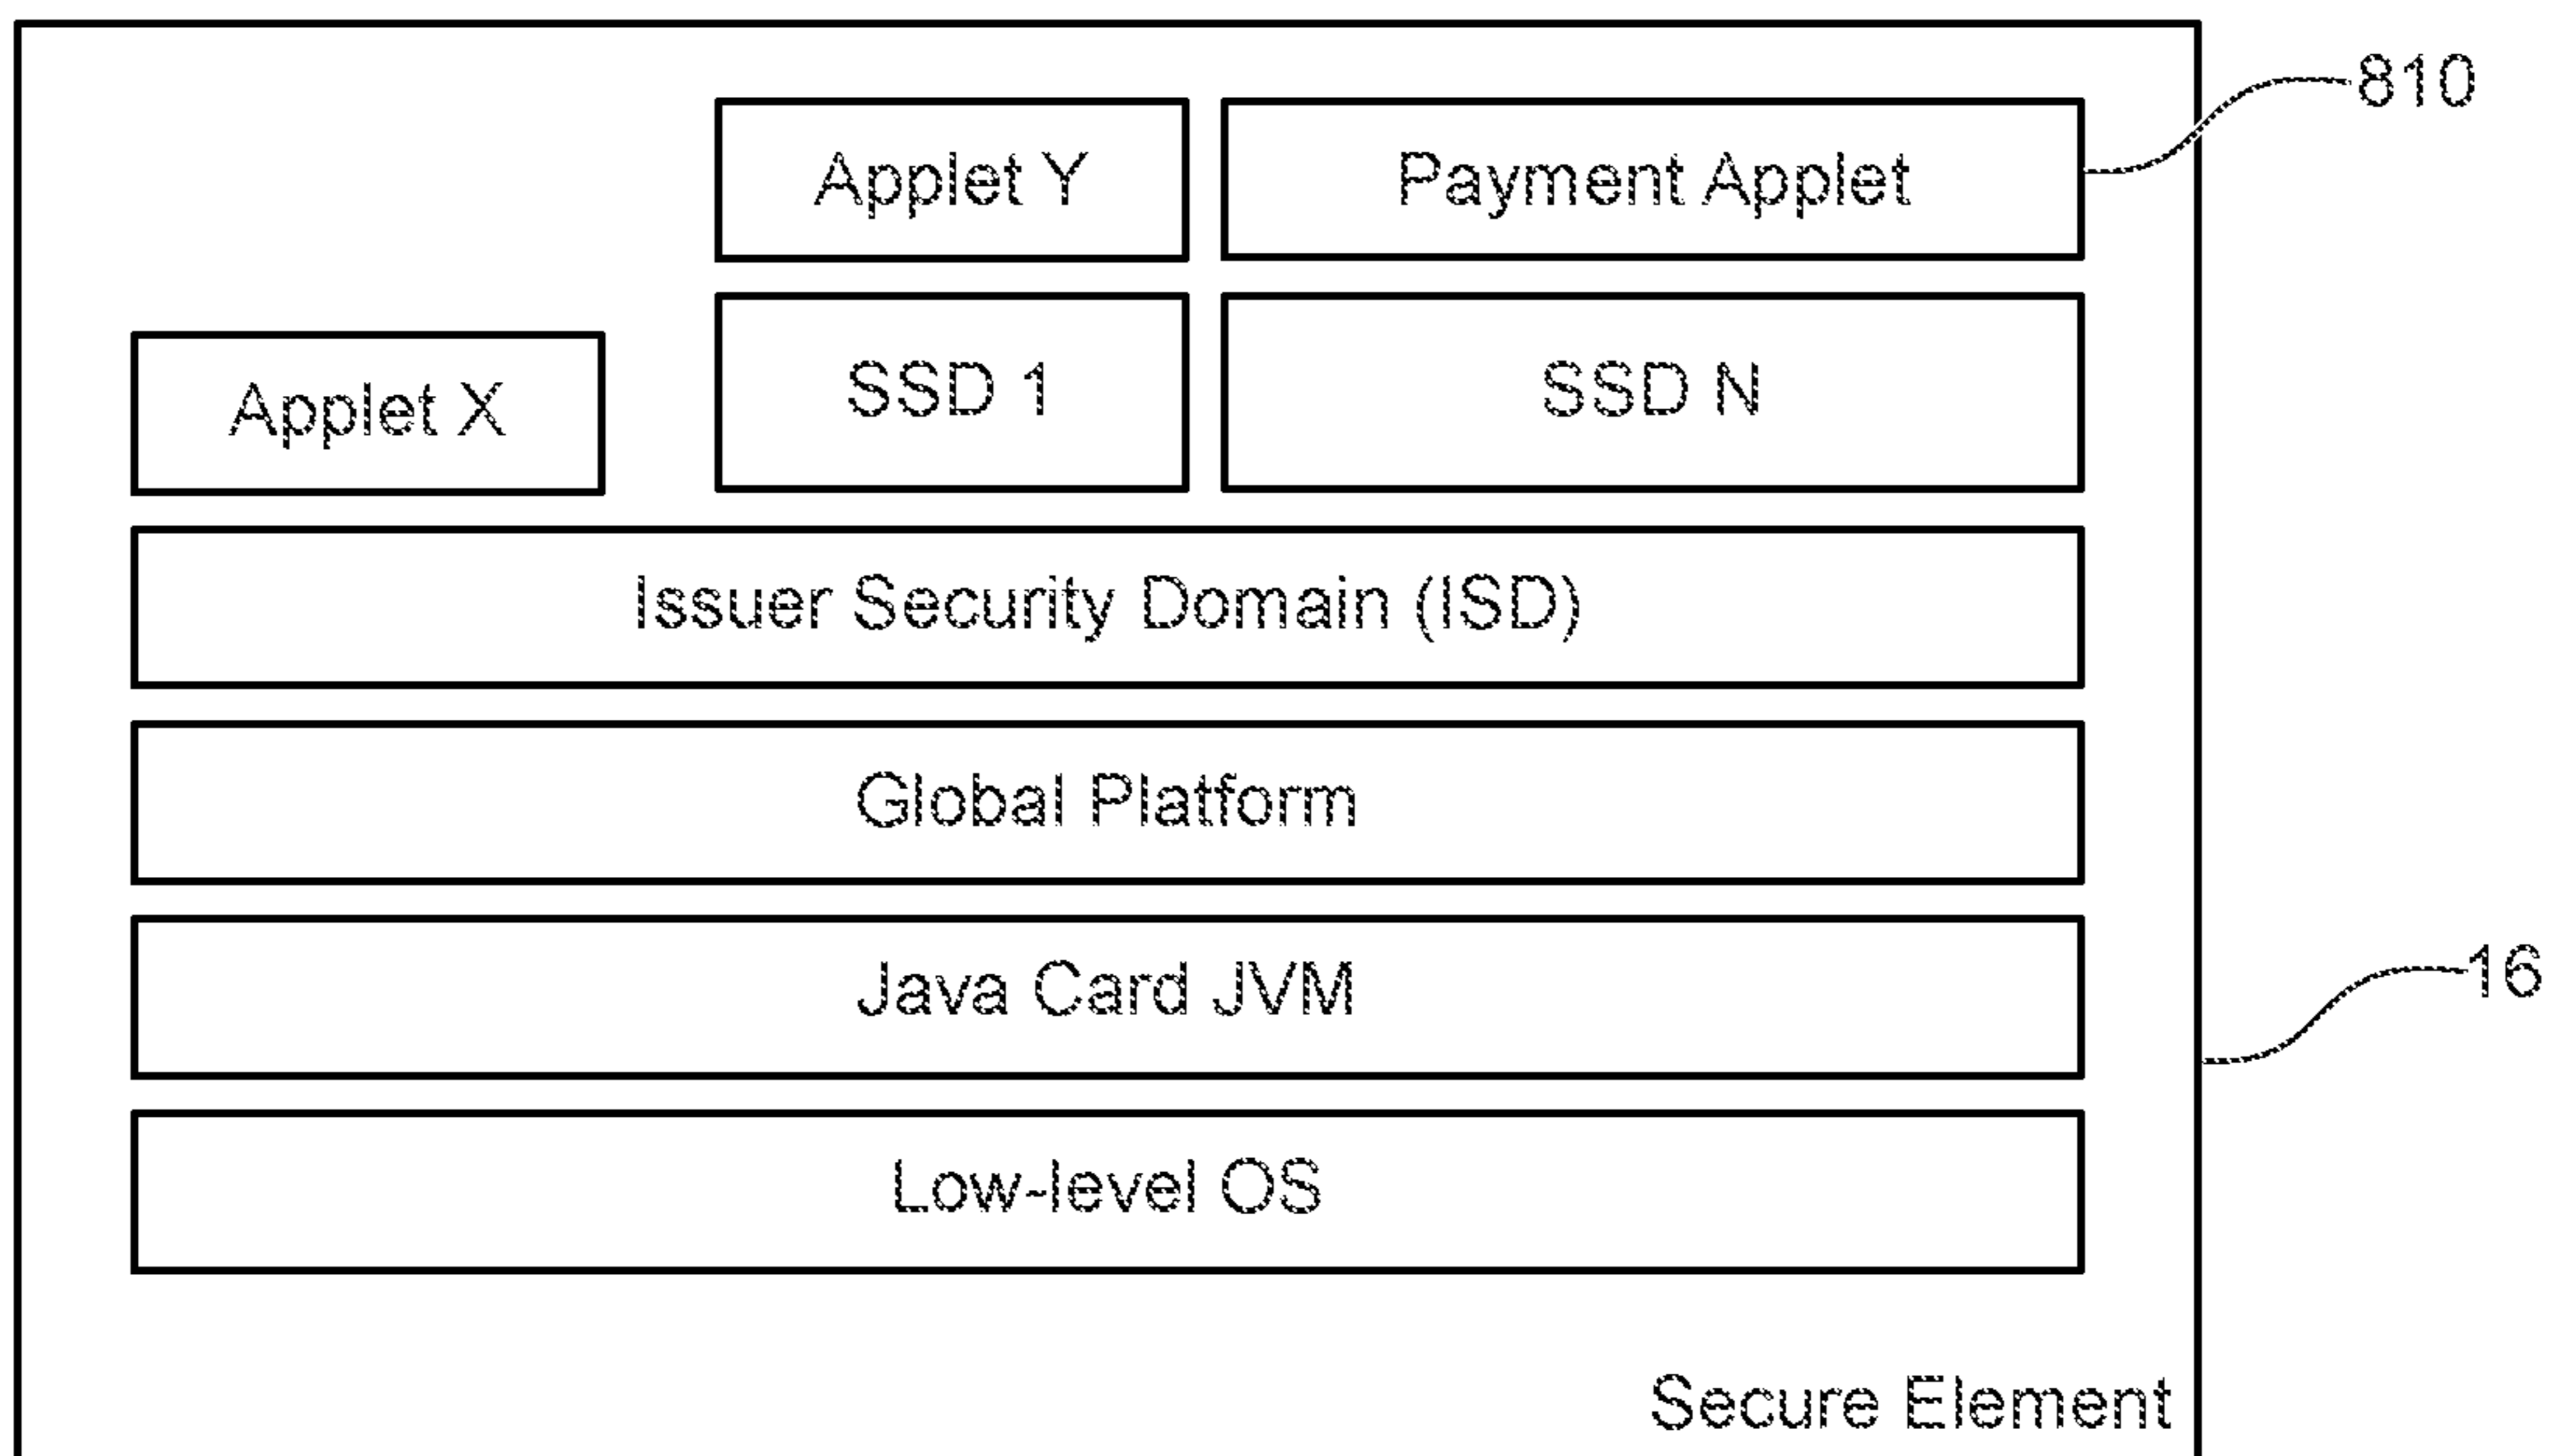 810
Applet Y
Payment Applet
SSD 1
SSD N
Applet X
Issuer Security Domain (ISD)
Global Platform
Java Card JVM
16
Low-level OS
Secure Element